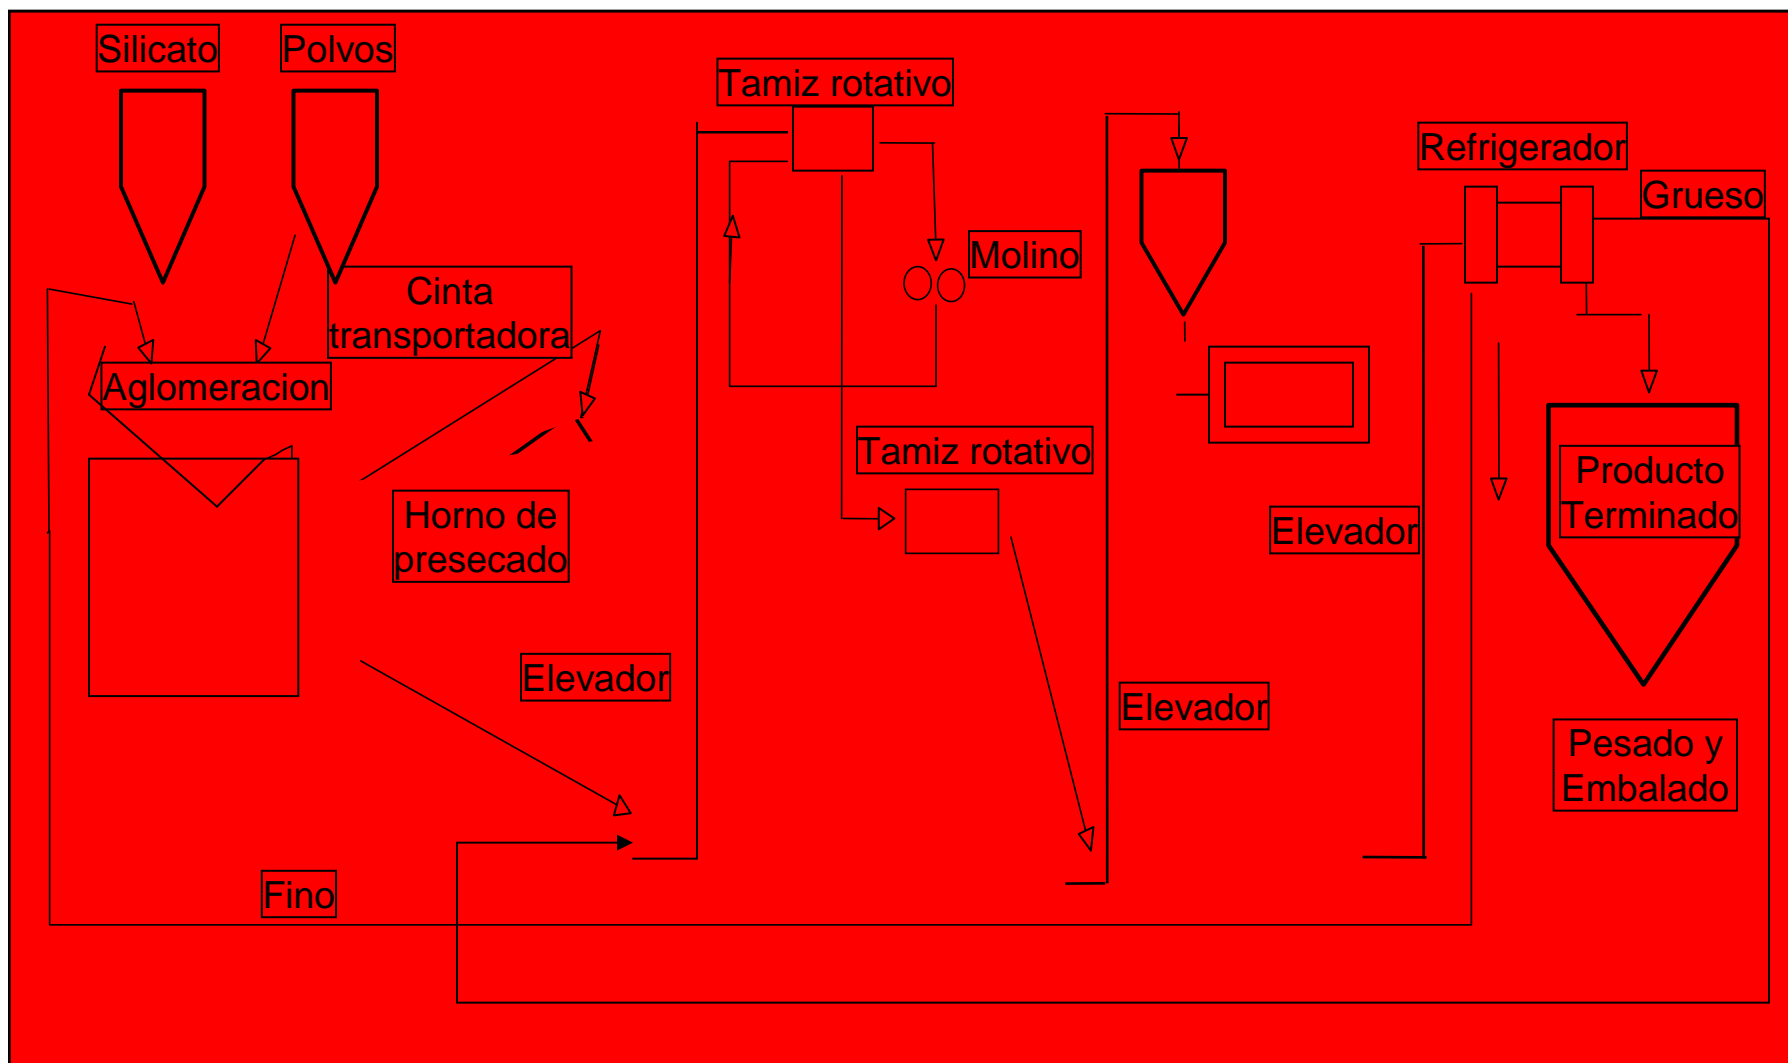 Silicato
Polvos
Tamiz rotativo
Refrigerador
Grueso
Molino
Cinta
transportadora
Aglomeracion
Tamiz rotativo
Producto
Terminado
Horno de
presecado
Elevador
Elevador
Elevador
Pesado y
Embalado
Fino